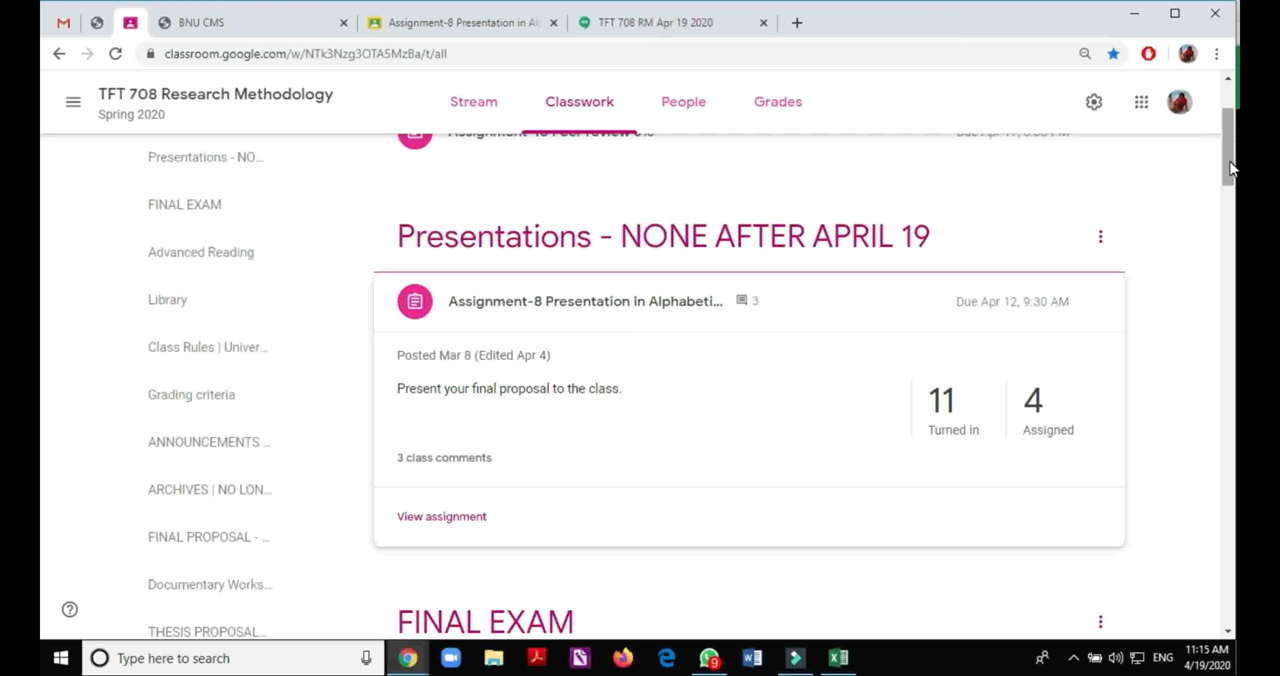 BNU CMS
Assignment-8 Presentation in Al
TFT 708 RM Apr 19 2020
classroom.google.com/w/NTk3Nzg3OTA5MzBa/t/all
TFT 708 Research Methodology
Spring 2020
Stream
Classwork
People
Grades
Presentations - NO...
FINAL EXAM
Advanced Reading
Library
Class Rules | Univer...
Grading criteria
ANNOUNCEMENTS ...
ARCHIVES | NO LON...
FINAL PROPOSAL - ...
Documentary Works...
THESIS PROPOSAL...
Presentations - NONE AFTER APRIL 19
Assignment-8 Presentation in Alphabeti...
3
Due Apr 12, 9:30 AM
Posted Mar 8 (Edited Apr 4)
Present your final proposal to the class.
11
Turned in
4
Assigned
3 class comments
View assignment
FINAL EXAM
Type here to search
9
ENG
11:15 AM
4/19/2020